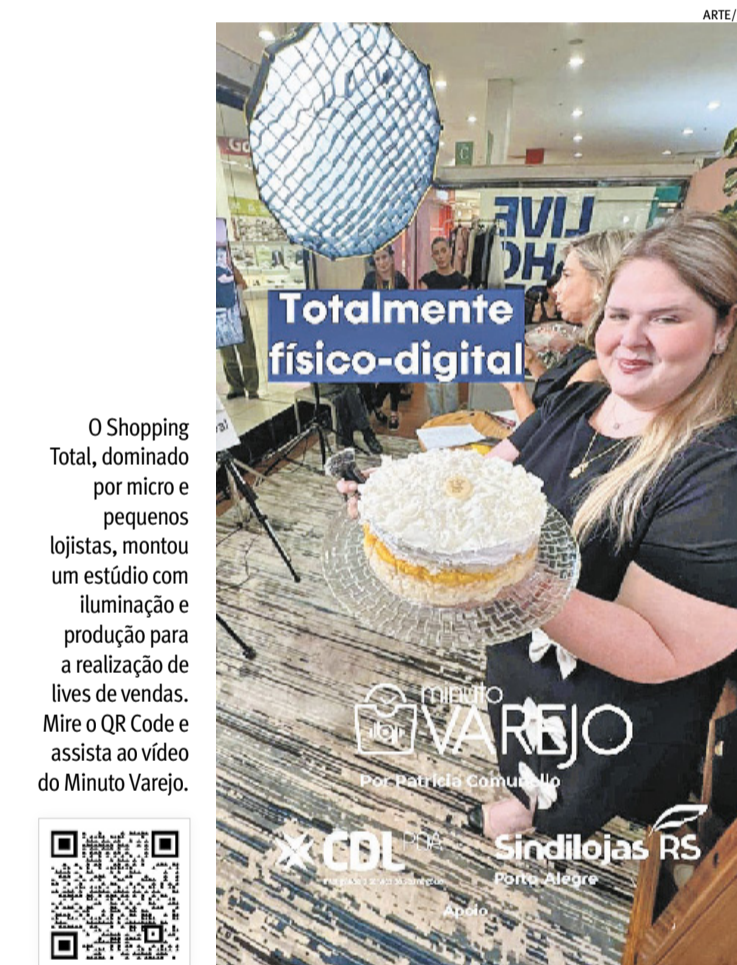 ARTE/
Totalmente
físico-digital
O Shopping
Total, dominado
por micro e
pequenos
lojistas, montou
um estúdio com
iluminação e
produção para
a realização de
lives de vendas.
Mire o QR Code e
assista ao vídeo
do Minuto Varejo.
LIVE
minuto
VAREJO
Por Patrícia Comunello
CDL POA
Sindilojas RS
Porto Alegre
Apoio